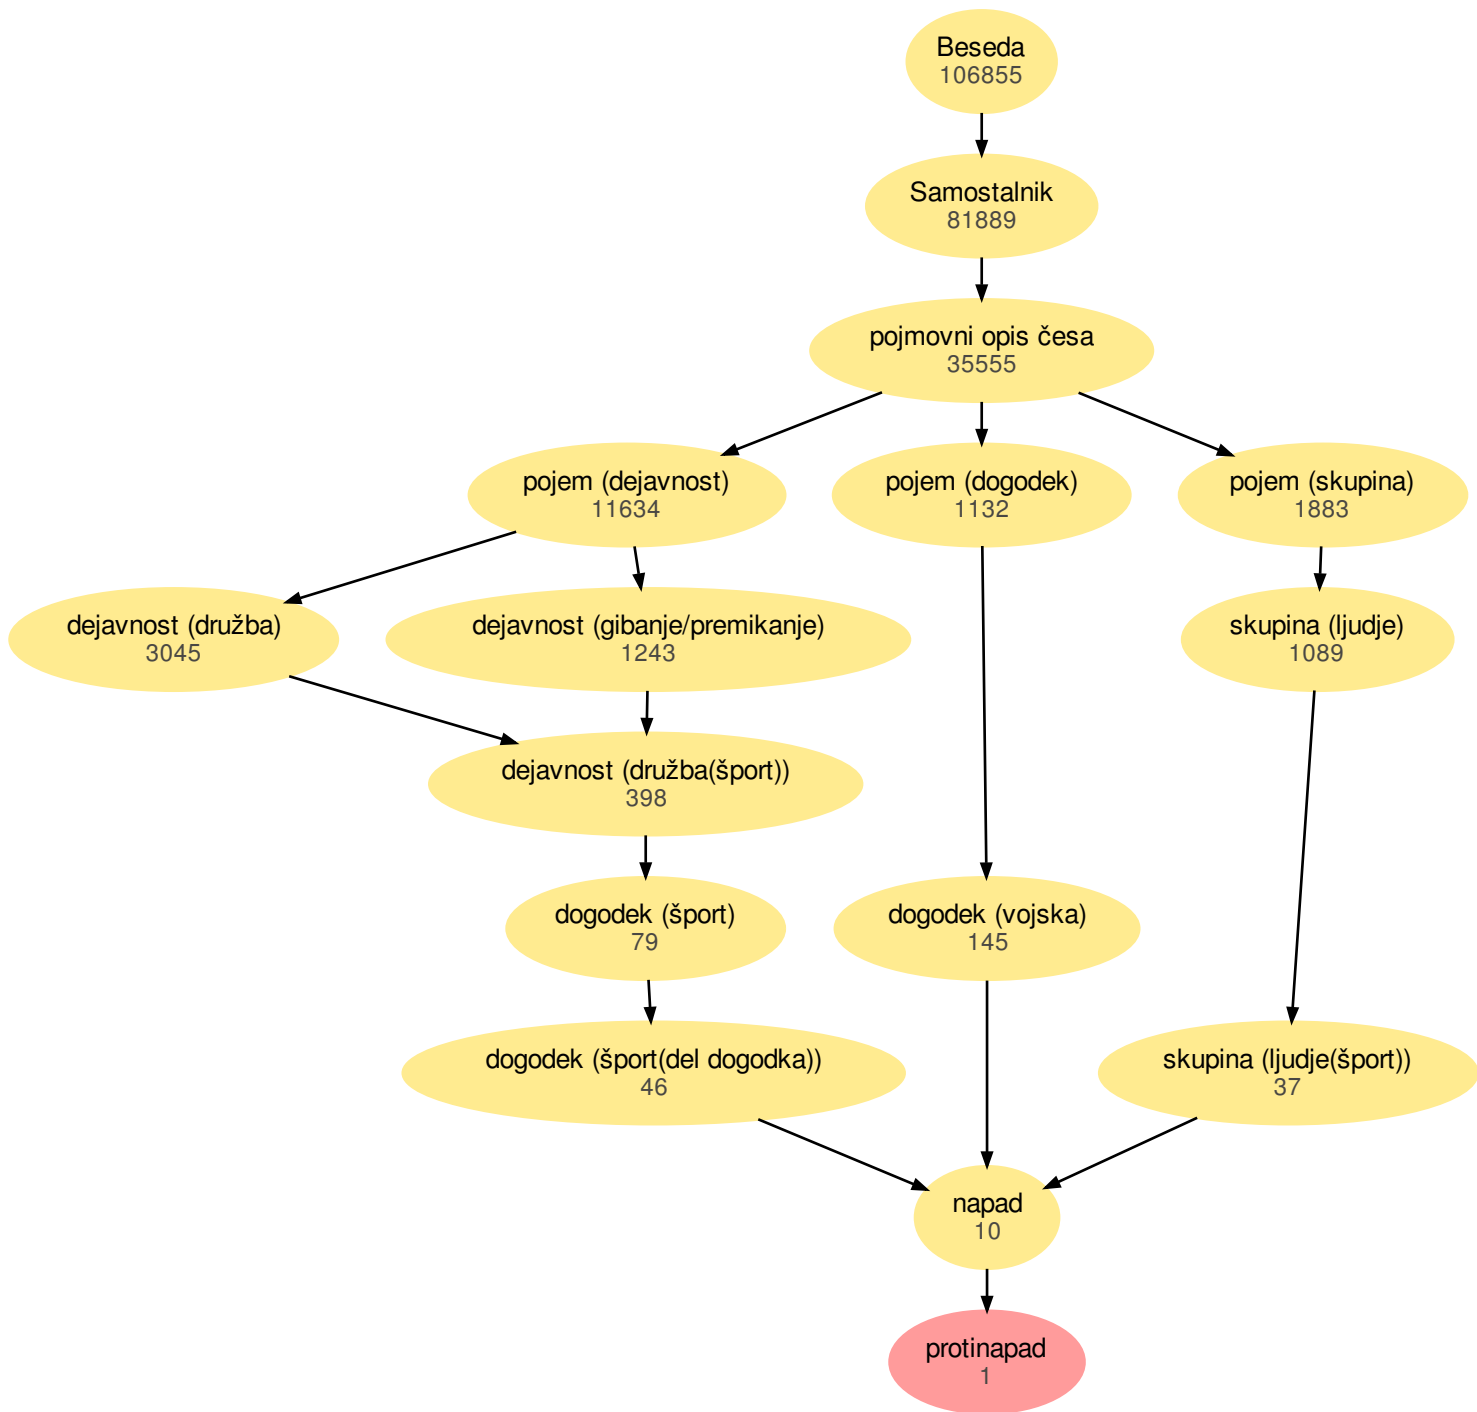 Beseda
106855
Samostalnik
81889
pojmovni opis česa
35555
pojem (dejavnost)
11634
pojem (dogodek)
1132
pojem (skupina)
1883
dejavnost (družba)
3045
dejavnost (gibanje/premikanje)
1243
skupina (ljudje)
1089
dejavnost (družba(šport))
398
dogodek (šport)
79
dogodek (vojska)
145
dogodek (šport(del dogodka))
46
skupina (ljudje(šport))
37
napad
10
protinapad
1